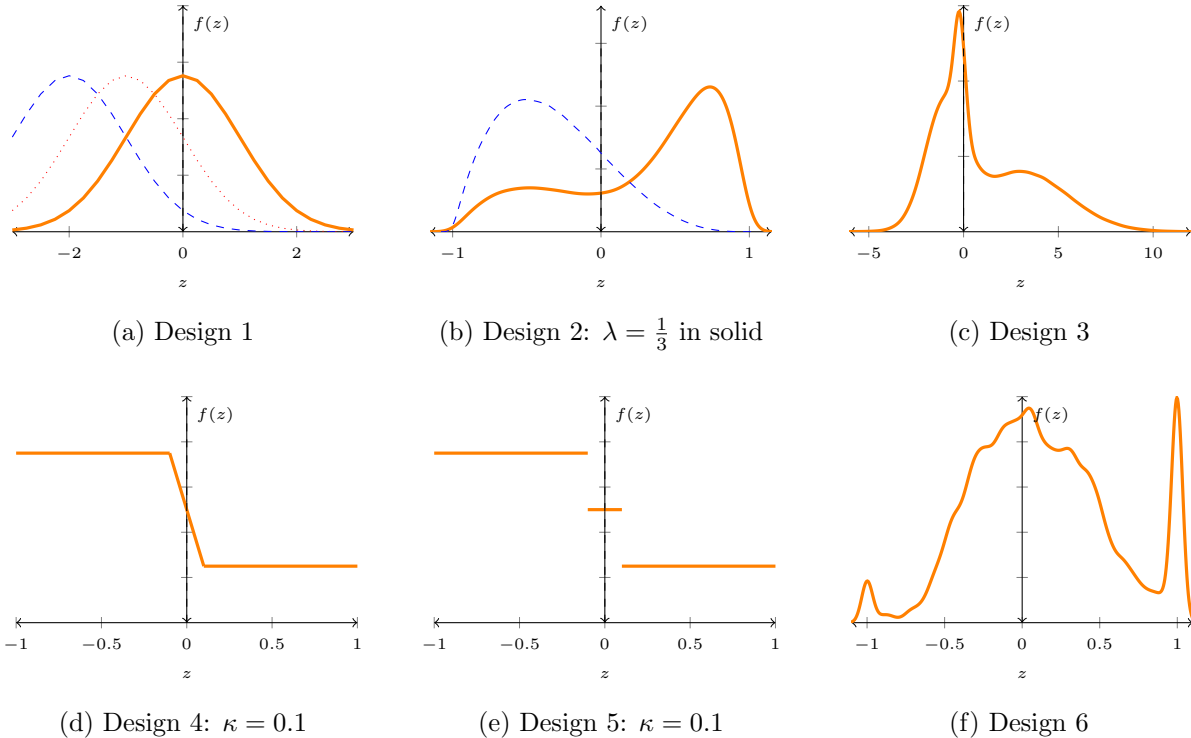 f(z)
−2 0 2
z
(a) Design 1
f(z)
−1 0 1
z
(b) Design 2: λ = 1/3 in solid
f(z)
−5 0 5 10
z
(c) Design 3
f(z)
−1 −0.5 0 0.5 1
z
(d) Design 4: κ = 0.1
f(z)
−1 −0.5 0 0.5 1
z
(e) Design 5: κ = 0.1
f(z)
−1 0 0.5 1
z
(f) Design 6